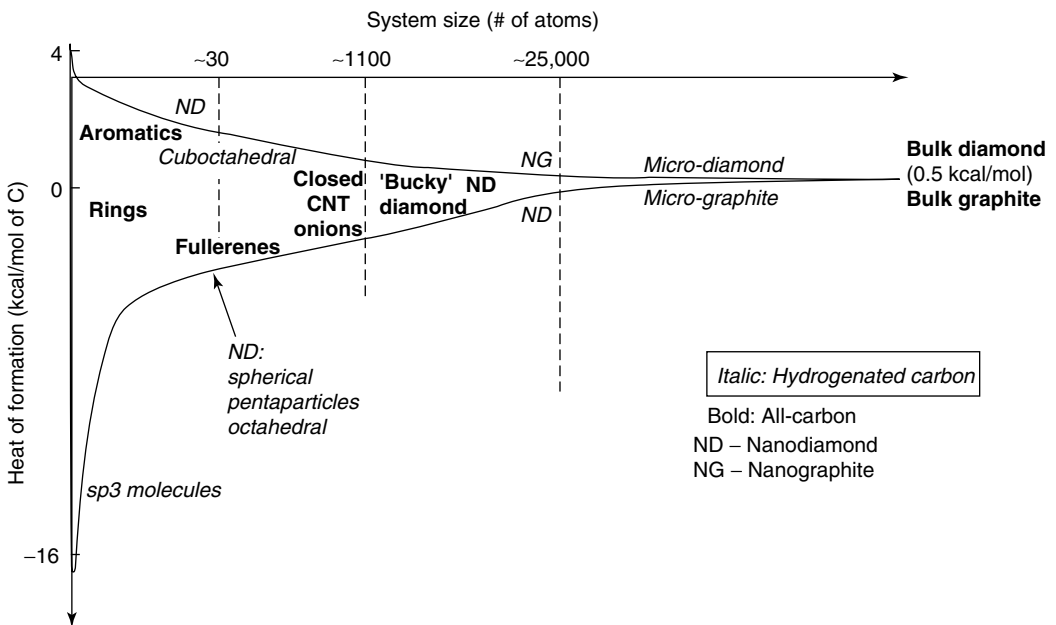 System size (# of atoms)
4
~30
~1100
~25,000
ND
Aromatics
Cuboctahedral
NG
Micro-diamond
Bulk diamond
(0.5 kcal/mol)
Bulk graphite
0
Closed
CNT
onions
'Bucky' ND
diamond
ND
Micro-graphite
Rings
Fullerenes
ND:
spherical
pentaparticles
octahedral
Italic: Hydrogenated carbon
Bold: All-carbon
ND – Nanodiamond
NG – Nanographite
sp3 molecules
–16
Heat of formation (kcal/mol of C)